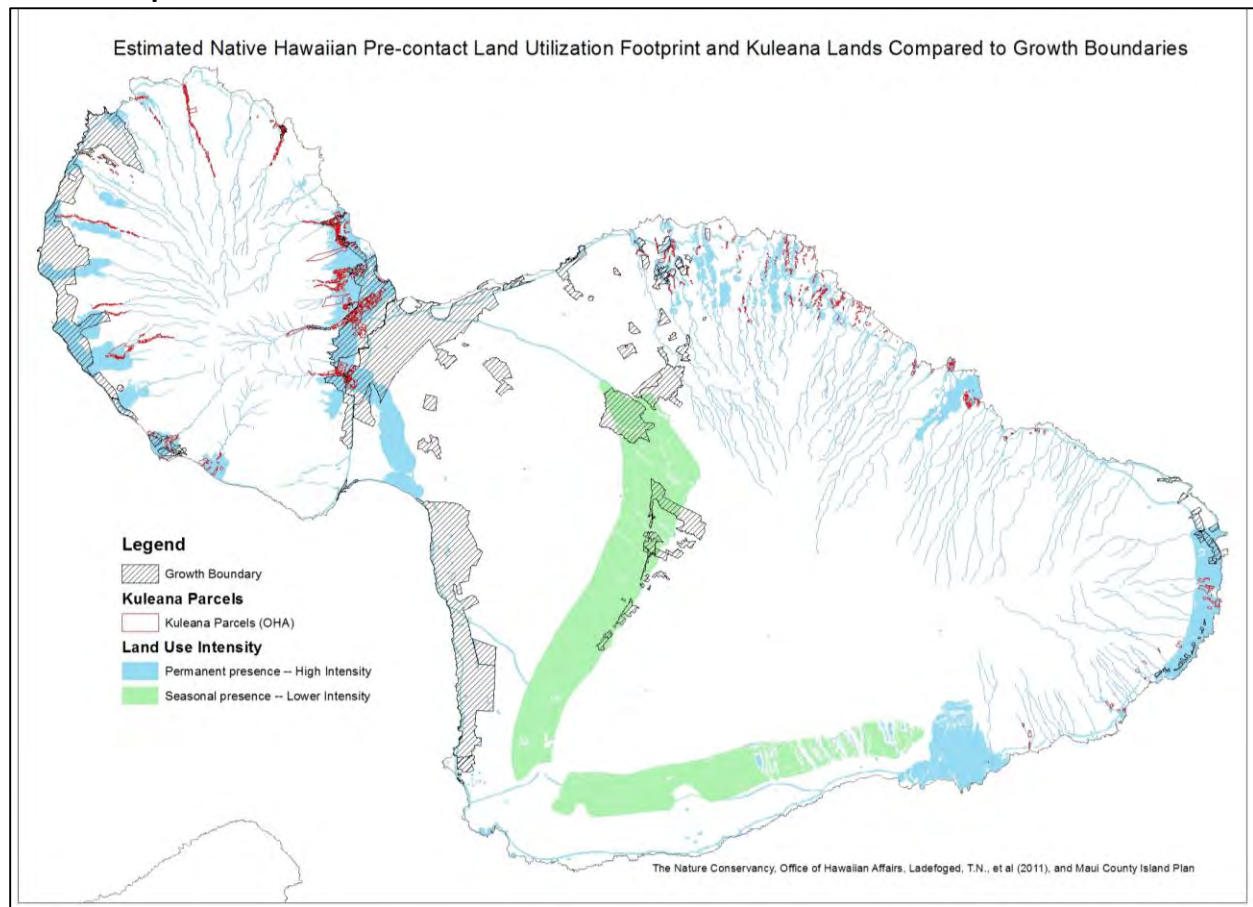 Estimated Native Hawaiian Pre-contact Land Utilization Footprint and Kuleana Lands Compared to Growth Boundaries
Legend
Growth Boundary
Kuleana Parcels
Kuleana Parcels (OHA)
Land Use Intensity
Permanent presence -- High Intensity
Seasonal presence -- Lower Intensity
The Nature Conservancy, Office of Hawaiian Affairs, Ladefoged, T.N., et al (2011), and Maui County Island Plan